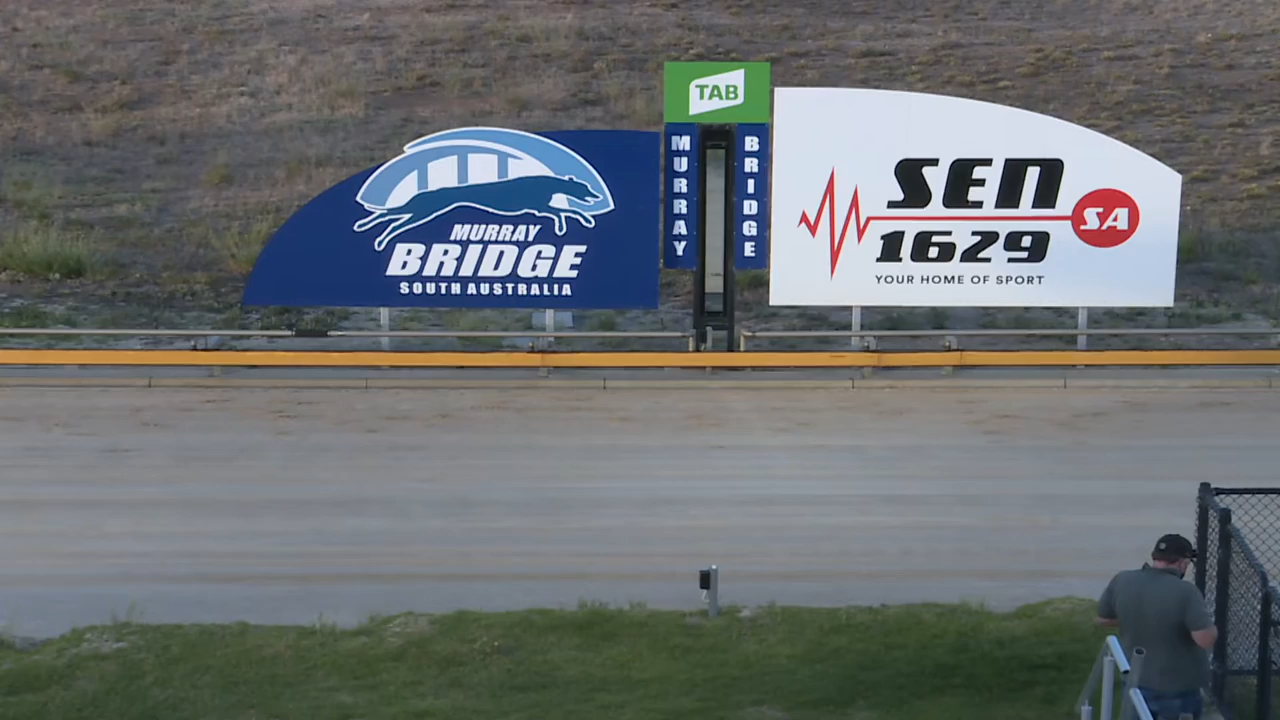 TAB
MURRAY
BRIDGE
MURRAY
BRIDGE
SOUTH AUSTRALIA
SEN
SA
1629
YOUR HOME OF SPORT